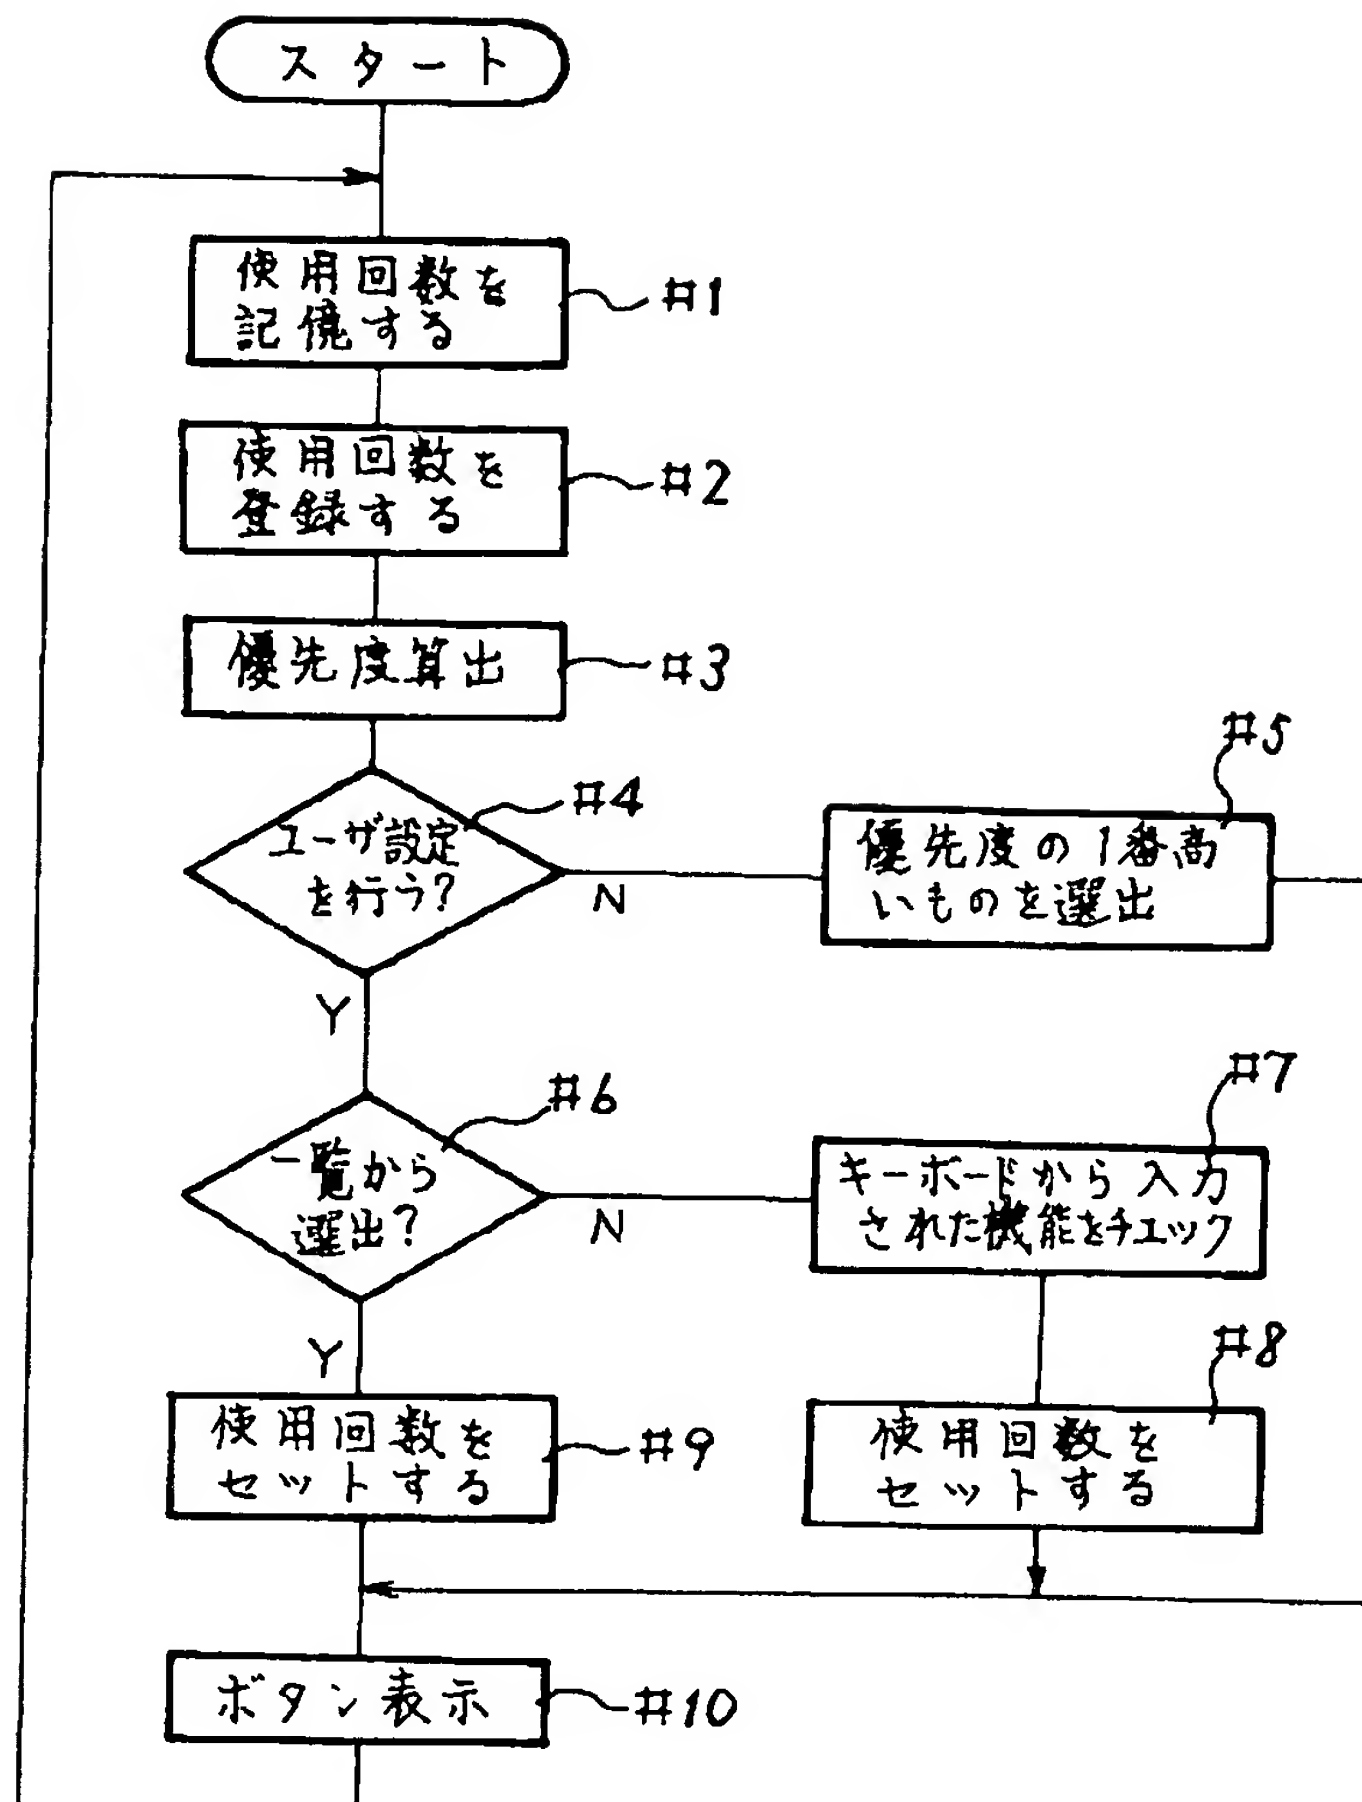 スタート
使用回数を
記憶する
#1
使用回数を
登録する
#2
優先度算出
#3
ユーザ設定
を行う?
#4
N
Y
#5
優先度の1番高
いものを選出
一覧から
選出?
#6
N
Y
#7
キーボードから入力
された機能をチェック
#8
使用回数を
セットする
使用回数を
セットする
#9
ボタン表示
#10